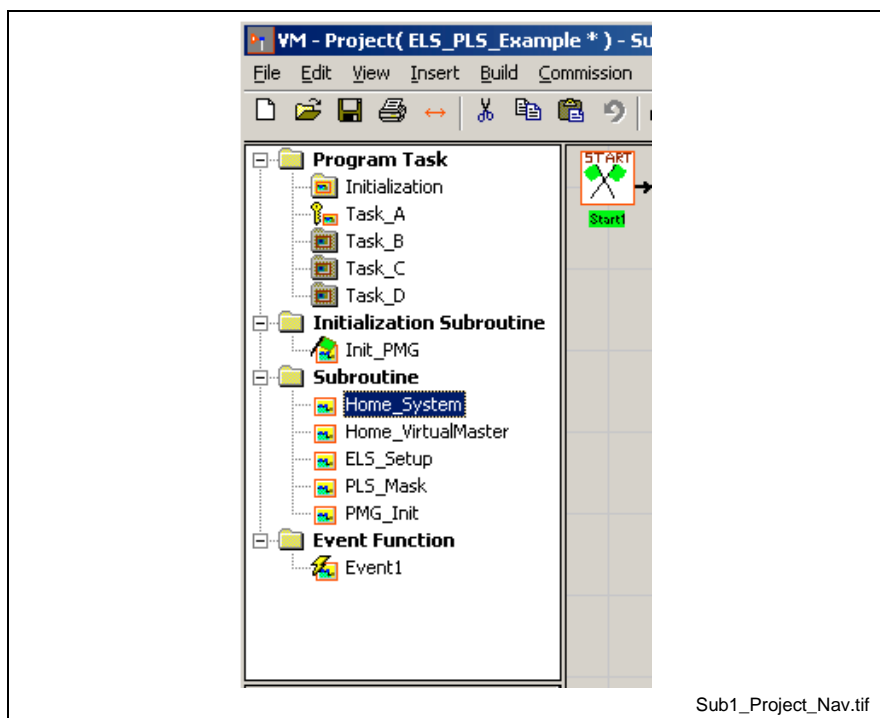 VM - Project( ELS_PLS_Example * ) - Su
File Edit View Insert Build Commission
Program Task
START
Initialization
Task_A
Start1
Task_B
Task_C
Task_D
Initialization Subroutine
Init_PMG
Subroutine
Home_System
Home_VirtualMaster
ELS_Setup
PLS_Mask
PMG_Init
Event Function
Event1
Sub1_Project_Nav.tif